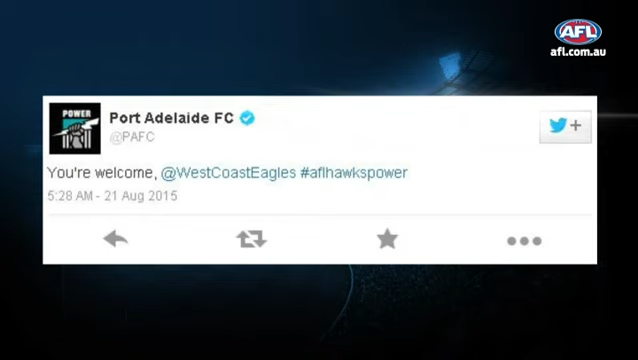 AFL
afl.com.au
POWER
Port Adelaide FC
@PAFC
You're welcome, @WestCoastEagles #aflhawkspower
5:28 AM - 21 Aug 2015